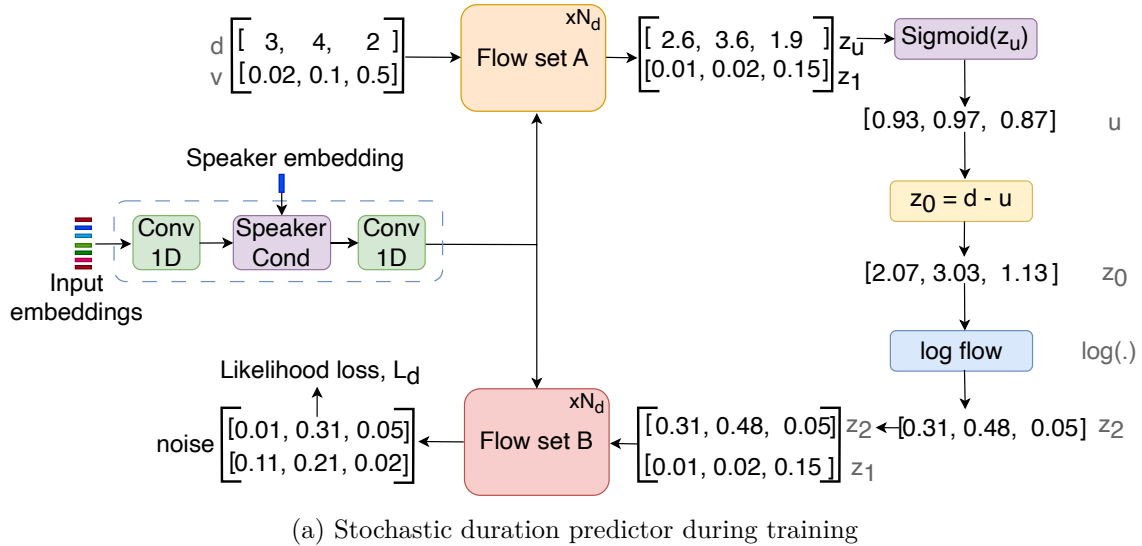 d [ 3, 4, 2 ]
v [0.02, 0.1, 0.5]
xN_d
Flow set A
[ 2.6, 3.6, 1.9 ] z_u
[0.01, 0.02, 0.15] z_1
Sigmoid(z_u)
[0.93, 0.97, 0.87] u
z_0 = d - u
[2.07, 3.03, 1.13] z_0
log flow log(.)
[0.31, 0.48, 0.05] z_2
Speaker embedding
Conv
1D
Speaker
Cond
Conv
1D
Input
embeddings
Likelihood loss, L_d
noise
[0.01, 0.31, 0.05]
[0.11, 0.21, 0.02]
xN_d
Flow set B
[0.31, 0.48, 0.05] z_2
[0.01, 0.02, 0.15 ] z_1
(a) Stochastic duration predictor during training